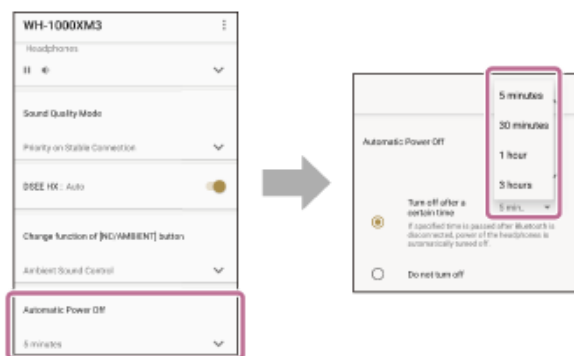 WH-1000XM3
Headphones
Sound Quality Mode
Priority on Stable Connection
DSEE HX : Auto
Change function of [NC/AMBIENT] button
Ambient Sound Control
Automatic Power Off
5 minutes
5 minutes
30 minutes
Automatic Power Off
1 hour
3 hours
Turn off after a
certain time
5 min.
If specified time is passed after Bluetooth is
disconnected, power of the headphones is
automatically turned off.
Do not turn off